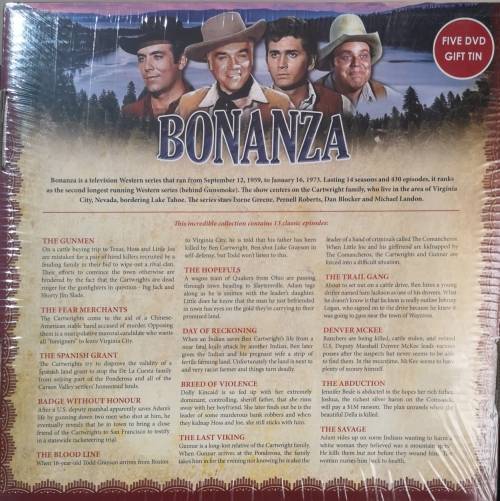 FIVE DVD
GIFT TIN
BONANZA
Bonanza is a television Western series that ran from September 12, 1959, to January 16, 1973. Lasting 14 seasons and 430 episodes, it ranks
as the second longest running Western series (behind Gunsmoke). The show centers on the Cartwright family, who live in the area of Virginia
City, Nevada, bordering Lake Tahoe. The series stars Lorne Greene, Pernell Roberts, Dan Blocker and Michael Landon.
This incredible collection contains 13 classic episodes:
THE GUNMEN
On a cattle buying trip to Texas, Hoss and Little Joe
are mistaken for a pair of hired killers recruited by a
feuding family in their bid to wipe out a rival clan.
Their efforts to convince the town otherwise are
hindered by the fact that the Cartwrights are dead
ringer for the gunfighters in question - Big Jack and
Shorty Jim Slade.
THE FEAR MERCHANTS
The Cartwrights come to the aid of a Chinese-
American stable hand accused of murder. Opposing
them is a manipulative mayoral candidate who wants
all "foreigners" to leave Virginia City.
THE SPANISH GRANT
The Cartwrights try to disprove the validity of a
Spanish land grant to stop the De La Cuesta family
from seizing part of the Ponderosa and all of the
Carson Valley settlers' homestead lands.
BADGE WITHOUT HONOUR
After a U.S. deputy marshal apparently saves Adam's
life by gunning down two men who shot at him, he
eventually reveals that he is in town to bring a close
friend of the Cartwrights to San Francisco to testify
in a statewide racketeering trial.
THE BLOOD LINE
When 16-year-old Todd Grayson arrives from Boston
to Virginia City, he is told that his father has been
killed by Ben Cartwright. Ben shot Luke Grayson in
self-defense, but Todd won't listen to this.
THE HOPEFULS
A wagon train of Quakers from Ohio are passing
through town heading to Slatterville. Adam tags
along as he is smitten with the leader's daughter.
Little does he know that the man he just befriended
in town has eyes on the gold they're carrying to their
promised land.
DAY OF RECKONING
When an Indian saves Ben Cartwright's life from a
near fatal knife attack by another Indian, Ben later
gives the Indian and his pregnant wife a strip of
fertile farming land. Unfortunately the land is next to
and very racist farmer and things turn deadly.
BREED OF VIOLENCE
Dolly Kincaid is so fed up with her extremely
dominant, controlling, sheriff father, that she runs
away with her boyfriend. She later finds out he is the
leader of some murderous bank robbers and when
they kidnap Hoss and Joe, she still sticks with him.
THE LAST VIKING
Gunnar is a long-lost relative of the Cartwright family.
When Gunnar arrives at the Ponderosa, the family
takes him in for the evening not knowing he is also the
leader of a band of criminals called The Comancheros.
When Little Joe and his girlfriend are kidnapped by
The Comancheros, the Cartwrights and Gunnar are
forced into a difficult situation.
THE TRAIL GANG
About to set out on a cattle drive, Ben hires a young
drifter named Jim Jackson as one of his drovers. What
he doesn't know is that Jackson is really outlaw Johnny
Logan, who signed on to the drive because he knew it
was going to pass near the town of Waycross.
DENVER MCKEE
Ranchers are being killed, cattle stolen, and retired
U.S. Deputy Marshall Denver McKee leads various
posses after the suspects but never seems to be able
to find them. In the meantime, McKee seems to have
plenty of money himself.
THE ABDUCTION
Jennifer Beale is abducted in the hopes her rich father,
Joshua, the richest silver baron on the Comstock,
will pay a $1M ransom. The plan unravels when the
beautiful Della is killed.
THE SAVAGE
Adam rides up on some Indians wanting to harm a
white woman they believed was a mountain spirit.
He kills them but not before they wound him. The
woman nurses him back to health.